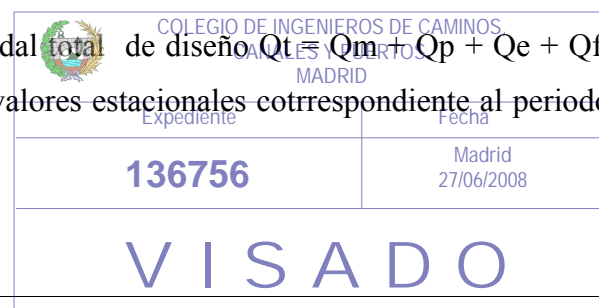 COLEGIO DE INGENIEROS DE CAMINOS,
dal total de diseño Qt = Qm + Qp + Qe + Qf
CANALES Y PUERTOS
MADRID
valores estacionales cotrrespondiente al periodo
Expediente Fecha
136756 Madrid
27/06/2008
VISADO